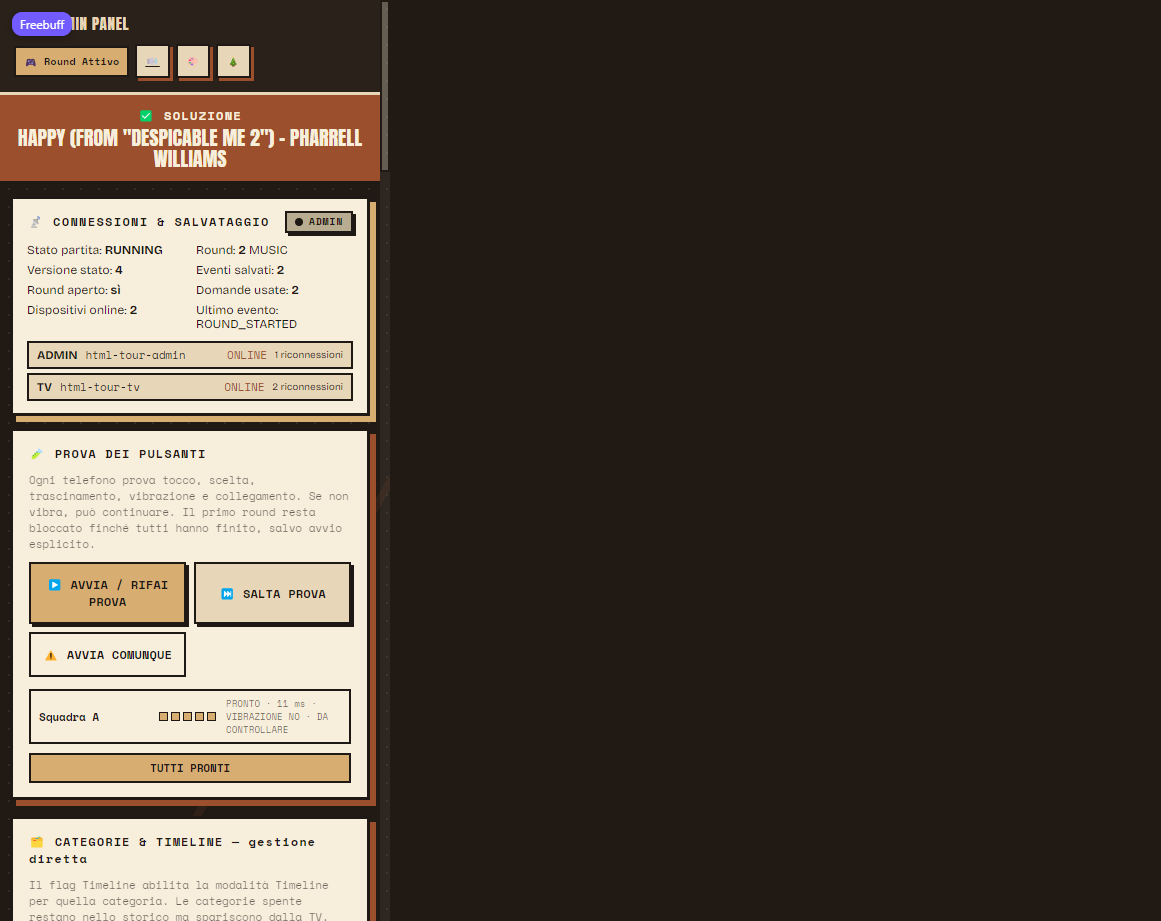 Freebuff
MIN PANEL
Round Attivo
SOLUZIONE
HAPPY (FROM "DESPICABLE ME 2") - PHARRELL
WILLIAMS
CONNESSIONI & SALVATAGGIO
ADMIN
Stato partita: RUNNING
Round: 2 MUSIC
Versione stato: 4
Eventi salvati: 2
Round aperto: sì
Domande usate: 2
Dispositivi online: 2
Ultimo evento:
ROUND_STARTED
ADMIN html-tour-admin ONLINE 1 riconnessioni
TV html-tour-tv ONLINE 2 riconnessioni
PROVA DEI PULSANTI
Ogni telefono prova tocco, scelta,
trascinamento, vibrazione e collegamento. Se non
vibra, può continuare. Il primo round resta
bloccato finché tutti hanno finito, salvo avvio
esplicito.
AVVIA / RIFAI
PROVA
SALTA PROVA
AVVIA COMUNQUE
Squadra A
PRONTO · 11 ms ·
VIBRAZIONE NO · DA
CONTROLLARE
TUTTI PRONTI
CATEGORIE & TIMELINE — gestione
diretta
Il flag Timeline abilita la modalità Timeline
per quella categoria. Le categorie spente
restano nello storico ma spariscono dalla TV.